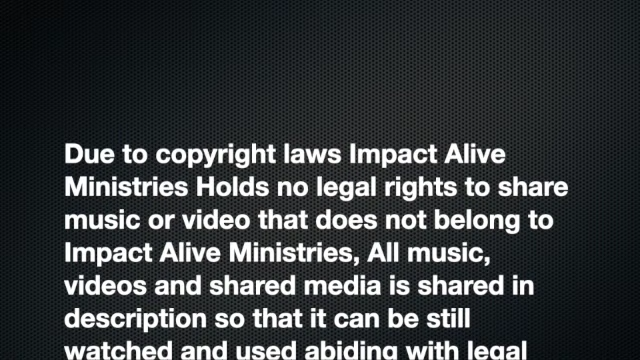 Due to copyright laws Impact Alive
Ministries Holds no legal rights to share
music or video that does not belong to
Impact Alive Ministries, All music,
videos and shared media is shared in
description so that it can be still
watched and used abiding with legal